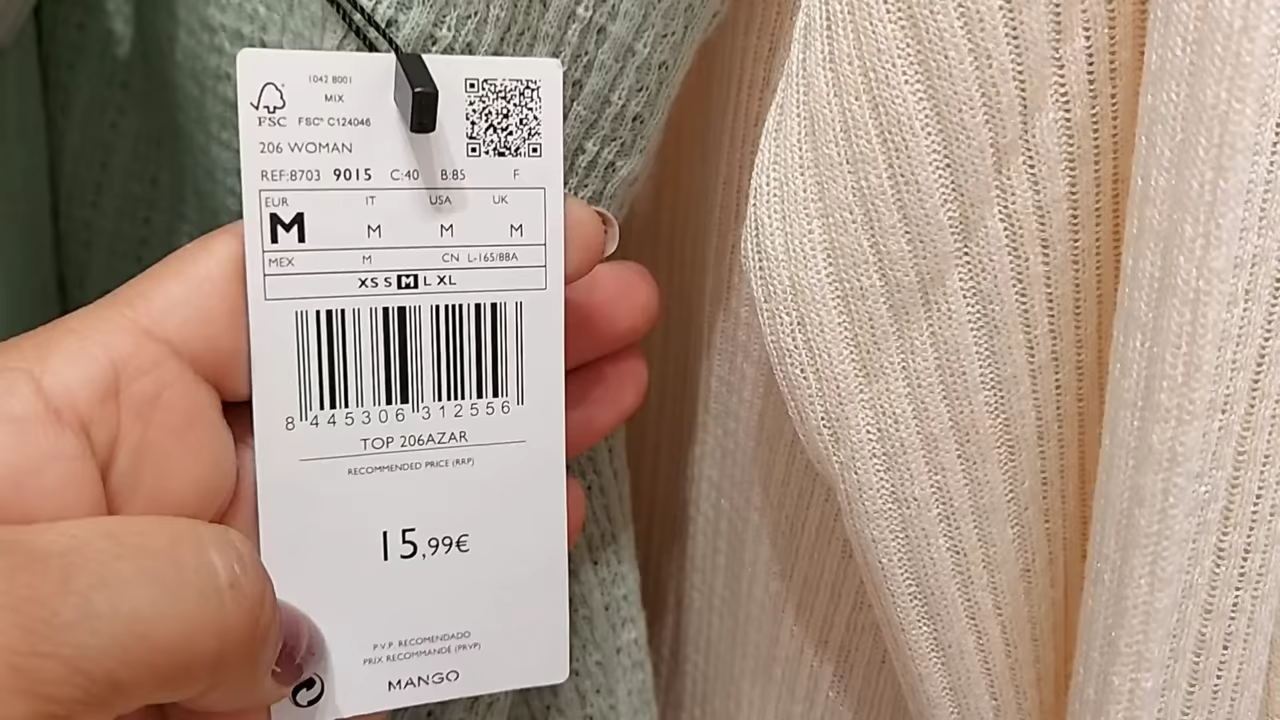 1042 8001
MIX
FSC FSC® C124046
206 WOMAN
REF:8703 9015 C:40 B:85 F
EUR IT USA UK
M M M M
MEX M CN L-165/88A
XS S M L XL
8 445306 312556
TOP 206AZAR
RECOMMENDED PRICE (RRP)
15,99€
P.V.P. RECOMENDADO
PRIX RECOMMANDÉ (PRVP)
MANGO